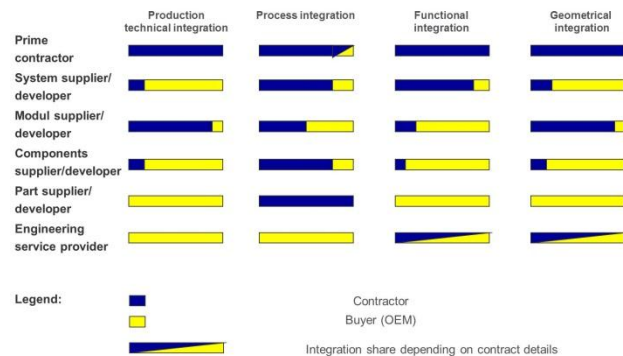 Production
technical integration
Process integration
Functional
integration
Geometrical
integration
Prime
contractor
System supplier/
developer
Modul supplier/
developer
Components
supplier/developer
Part supplier/
developer
Engineering
service provider
Legend:
Contractor
Buyer (OEM)
Integration share depending on contract details